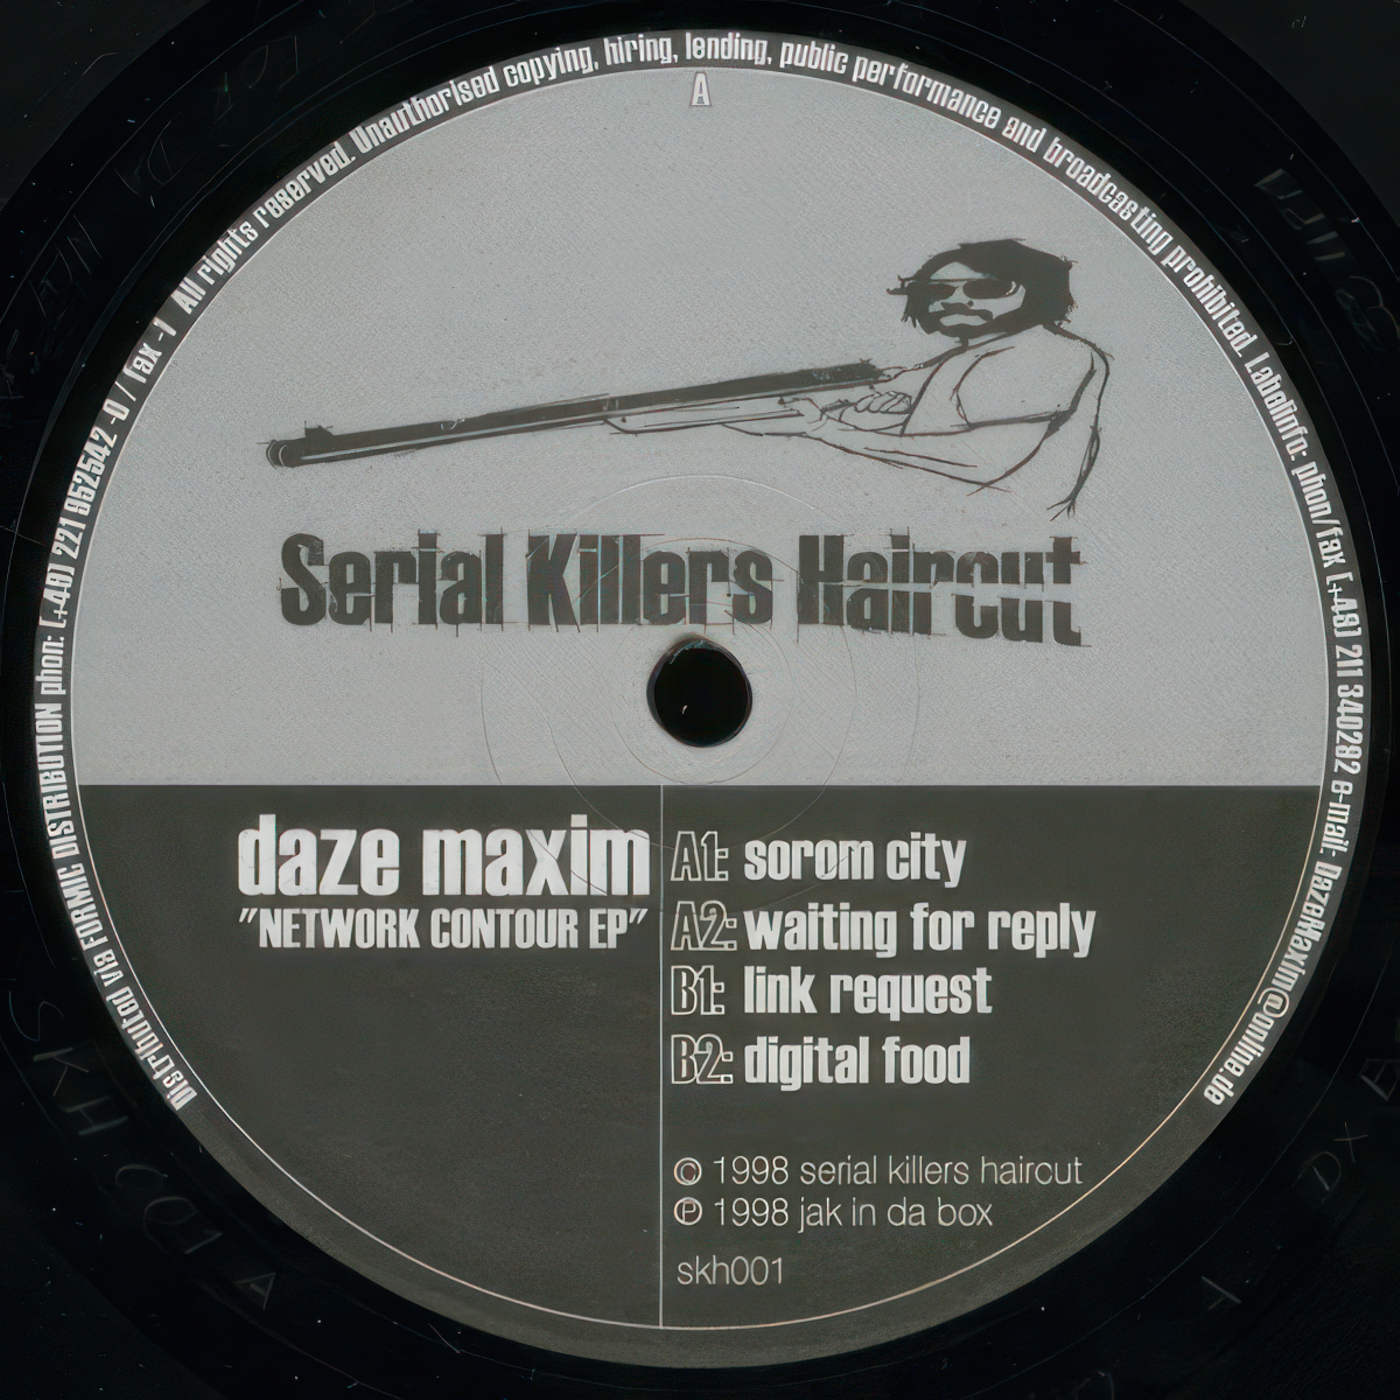 Distributed via FORMIC DISTRIBUTION phon: (+49) 221 952542 -0 / fax -1 All rights reserved. Unauthorised copying, hiring, lending, public performance and broadcasting prohibited. Labelinfo: phon/fax (+49) 211 340282 e-mail: DazeMaxim@online.de
A
Serial Killers Haircut
daze maxim
"NETWORK CONTOUR EP"
A1: sorom city
A2: waiting for reply
B1: link request
B2: digital food
© 1998 serial killers haircut
℗ 1998 jak in da box
skh001